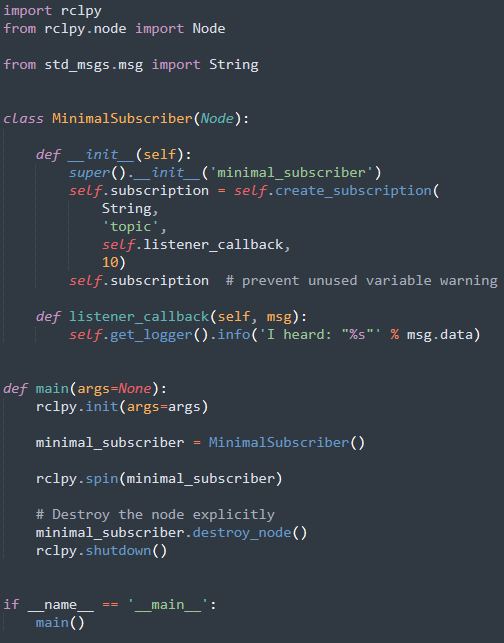 import rclpy
from rclpy.node import Node

from std_msgs.msg import String


class MinimalSubscriber(Node):

    def __init__(self):
        super().__init__('minimal_subscriber')
        self.subscription = self.create_subscription(
            String,
            'topic',
            self.listener_callback,
            10)
        self.subscription  # prevent unused variable warning

    def listener_callback(self, msg):
        self.get_logger().info('I heard: "%s"' % msg.data)


def main(args=None):
    rclpy.init(args=args)

    minimal_subscriber = MinimalSubscriber()

    rclpy.spin(minimal_subscriber)

    # Destroy the node explicitly
    minimal_subscriber.destroy_node()
    rclpy.shutdown()


if __name__ == '__main__':
    main()